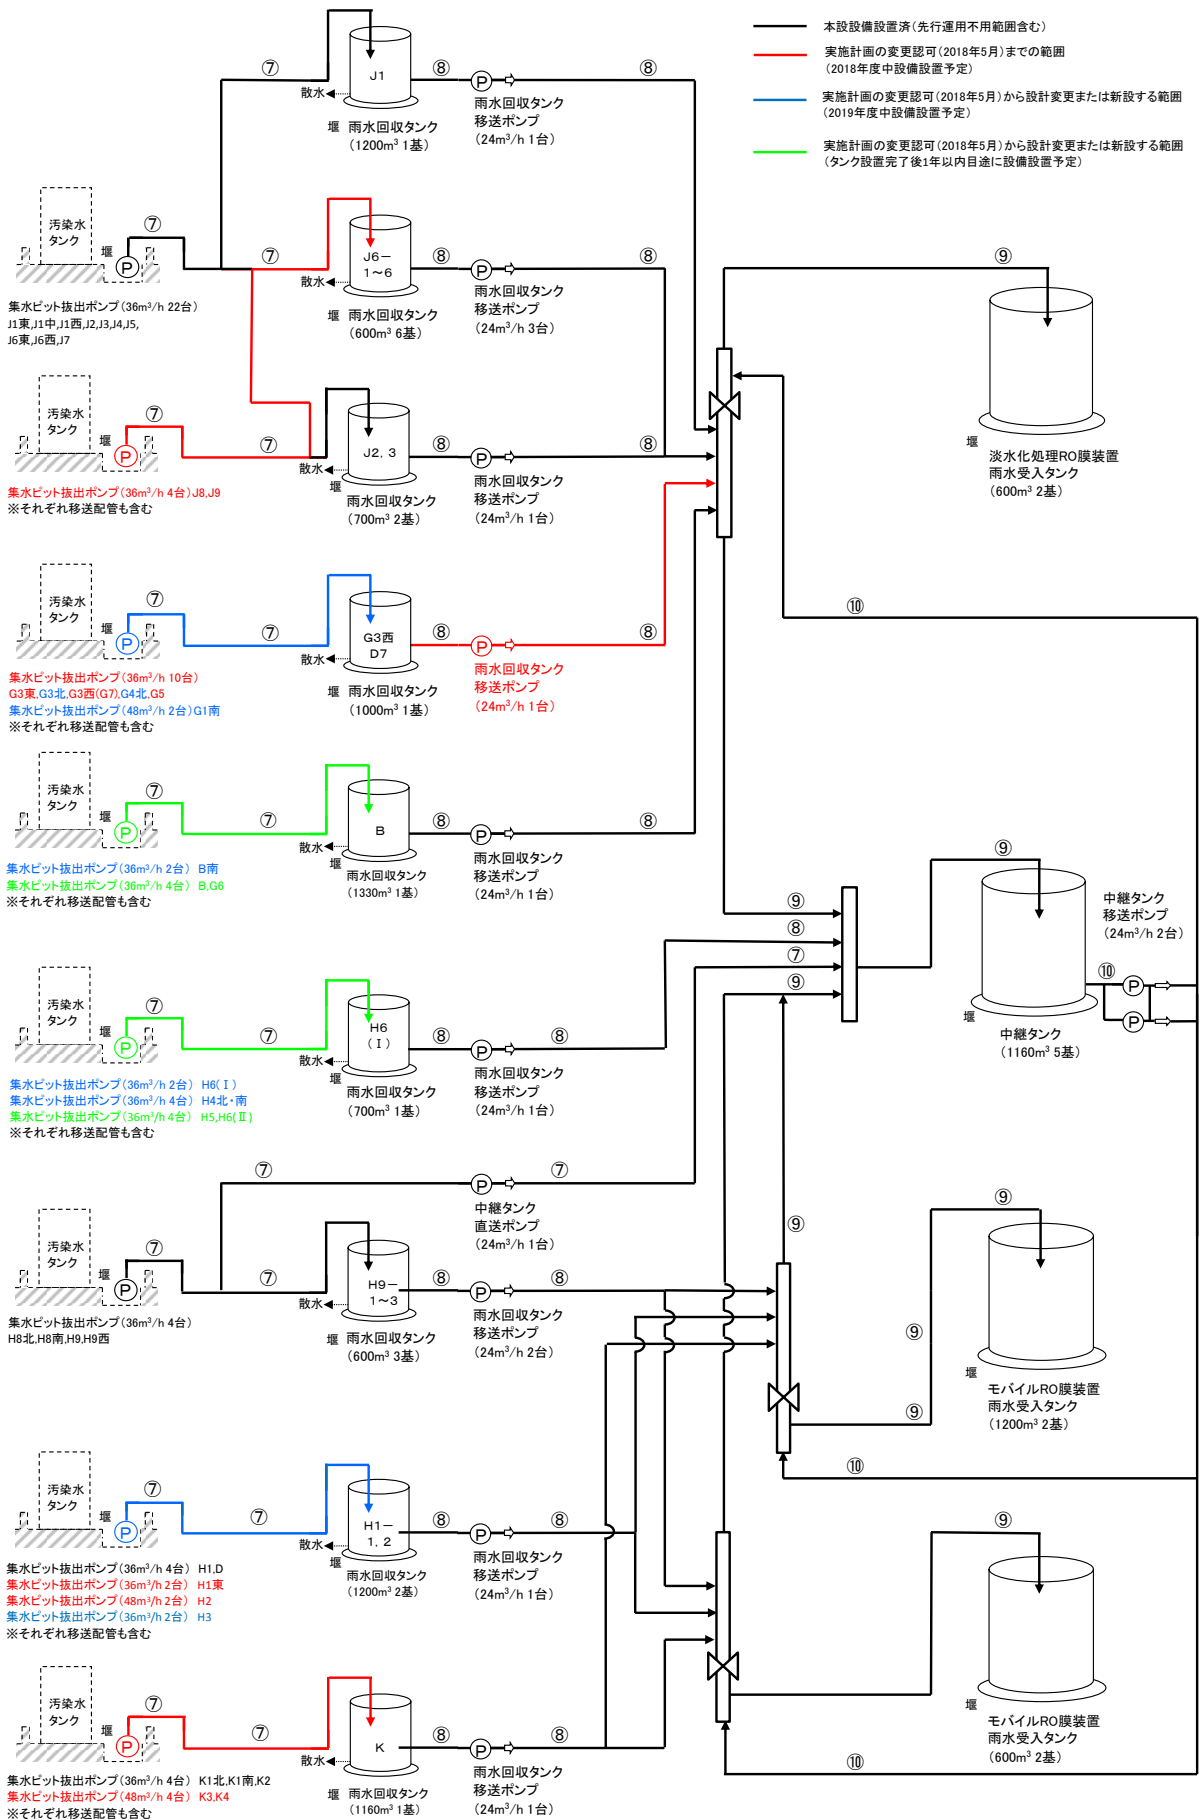 本設設備設置済(先行運用不用範囲含む)
実施計画の変更認可(2018年5月)までの範囲
(2018年度中設備設置予定)
実施計画の変更認可(2018年5月)から設計変更または新設する範囲
(2019年度中設備設置予定)
実施計画の変更認可(2018年5月)から設計変更または新設する範囲
(タンク設置完了後1年以内目途に設備設置予定)
⑦
J1
散水
堰
雨水回収タンク
(1200m³ 1基)
⑧
P
雨水回収タンク
移送ポンプ
(24m³/h 1台)
⑧
汚染水
タンク
堰
P
⑦
集水ピット抜出ポンプ(36m³/h 22台)
J1東,J1中,J1西,J2,J3,J4,J5,
J6東,J6西,J7
⑦
J6−
1〜6
散水
堰
雨水回収タンク
(600m³ 6基)
⑧
P
雨水回収タンク
移送ポンプ
(24m³/h 3台)
⑧
汚染水
タンク
堰
P
⑦
集水ピット抜出ポンプ(36m³/h 4台)J8,J9
※それぞれ移送配管も含む
⑦
J2, 3
散水
堰
雨水回収タンク
(700m³ 2基)
⑧
P
雨水回収タンク
移送ポンプ
(24m³/h 1台)
⑧
汚染水
タンク
堰
P
⑦
集水ピット抜出ポンプ(36m³/h 10台)
G3東,G3北,G3西(G7),G4北,G5
集水ピット抜出ポンプ(48m³/h 2台)G1南
※それぞれ移送配管も含む
⑦
G3西
D7
散水
堰
雨水回収タンク
(1000m³ 1基)
⑧
P
雨水回収タンク
移送ポンプ
(24m³/h 1台)
⑧
汚染水
タンク
堰
P
⑦
集水ピット抜出ポンプ(36m³/h 2台) B南
集水ピット抜出ポンプ(36m³/h 4台) B,G6
※それぞれ移送配管も含む
⑦
B
散水
堰
雨水回収タンク
(1330m³ 1基)
⑧
P
雨水回収タンク
移送ポンプ
(24m³/h 1台)
⑧
汚染水
タンク
堰
P
⑦
集水ピット抜出ポンプ(36m³/h 2台) H6(Ⅰ)
集水ピット抜出ポンプ(36m³/h 4台) H4北・南
集水ピット抜出ポンプ(36m³/h 4台) H5,H6(Ⅱ)
※それぞれ移送配管も含む
⑦
H6
(Ⅰ)
散水
堰
雨水回収タンク
(700m³ 1基)
⑧
P
雨水回収タンク
移送ポンプ
(24m³/h 1台)
⑧
⑦
P
⑦
中継タンク
直送ポンプ
(24m³/h 1台)
汚染水
タンク
堰
P
⑦
集水ピット抜出ポンプ(36m³/h 4台)
H8北,H8南,H9,H9西
⑦
H9−
1〜3
散水
堰
雨水回収タンク
(600m³ 3基)
⑧
P
雨水回収タンク
移送ポンプ
(24m³/h 2台)
⑧
汚染水
タンク
堰
P
⑦
集水ピット抜出ポンプ(36m³/h 4台) H1,D
集水ピット抜出ポンプ(36m³/h 2台) H1東
集水ピット抜出ポンプ(48m³/h 2台) H2
集水ピット抜出ポンプ(36m³/h 2台) H3
※それぞれ移送配管も含む
⑦
H1−
1, 2
散水
堰
雨水回収タンク
(1200m³ 2基)
⑧
P
雨水回収タンク
移送ポンプ
(24m³/h 1台)
⑧
汚染水
タンク
堰
P
⑦
集水ピット抜出ポンプ(36m³/h 4台) K1北,K1南,K2
集水ピット抜出ポンプ(48m³/h 4台) K3,K4
※それぞれ移送配管も含む
⑦
K
散水
堰
雨水回収タンク
(1160m³ 1基)
⑧
P
雨水回収タンク
移送ポンプ
(24m³/h 1台)
⑧
⑨
堰
淡水化処理RO膜装置
雨水受入タンク
(600m³ 2基)
⑩
⑨
⑧
⑦
⑨
⑨
堰
中継タンク
(1160m³ 5基)
中継タンク
移送ポンプ
(24m³/h 2台)
⑩
P
P
⑨
⑨
⑨
⑨
堰
モバイルRO膜装置
雨水受入タンク
(1200m³ 2基)
⑩
⑨
堰
モバイルRO膜装置
雨水受入タンク
(600m³ 2基)
⑩